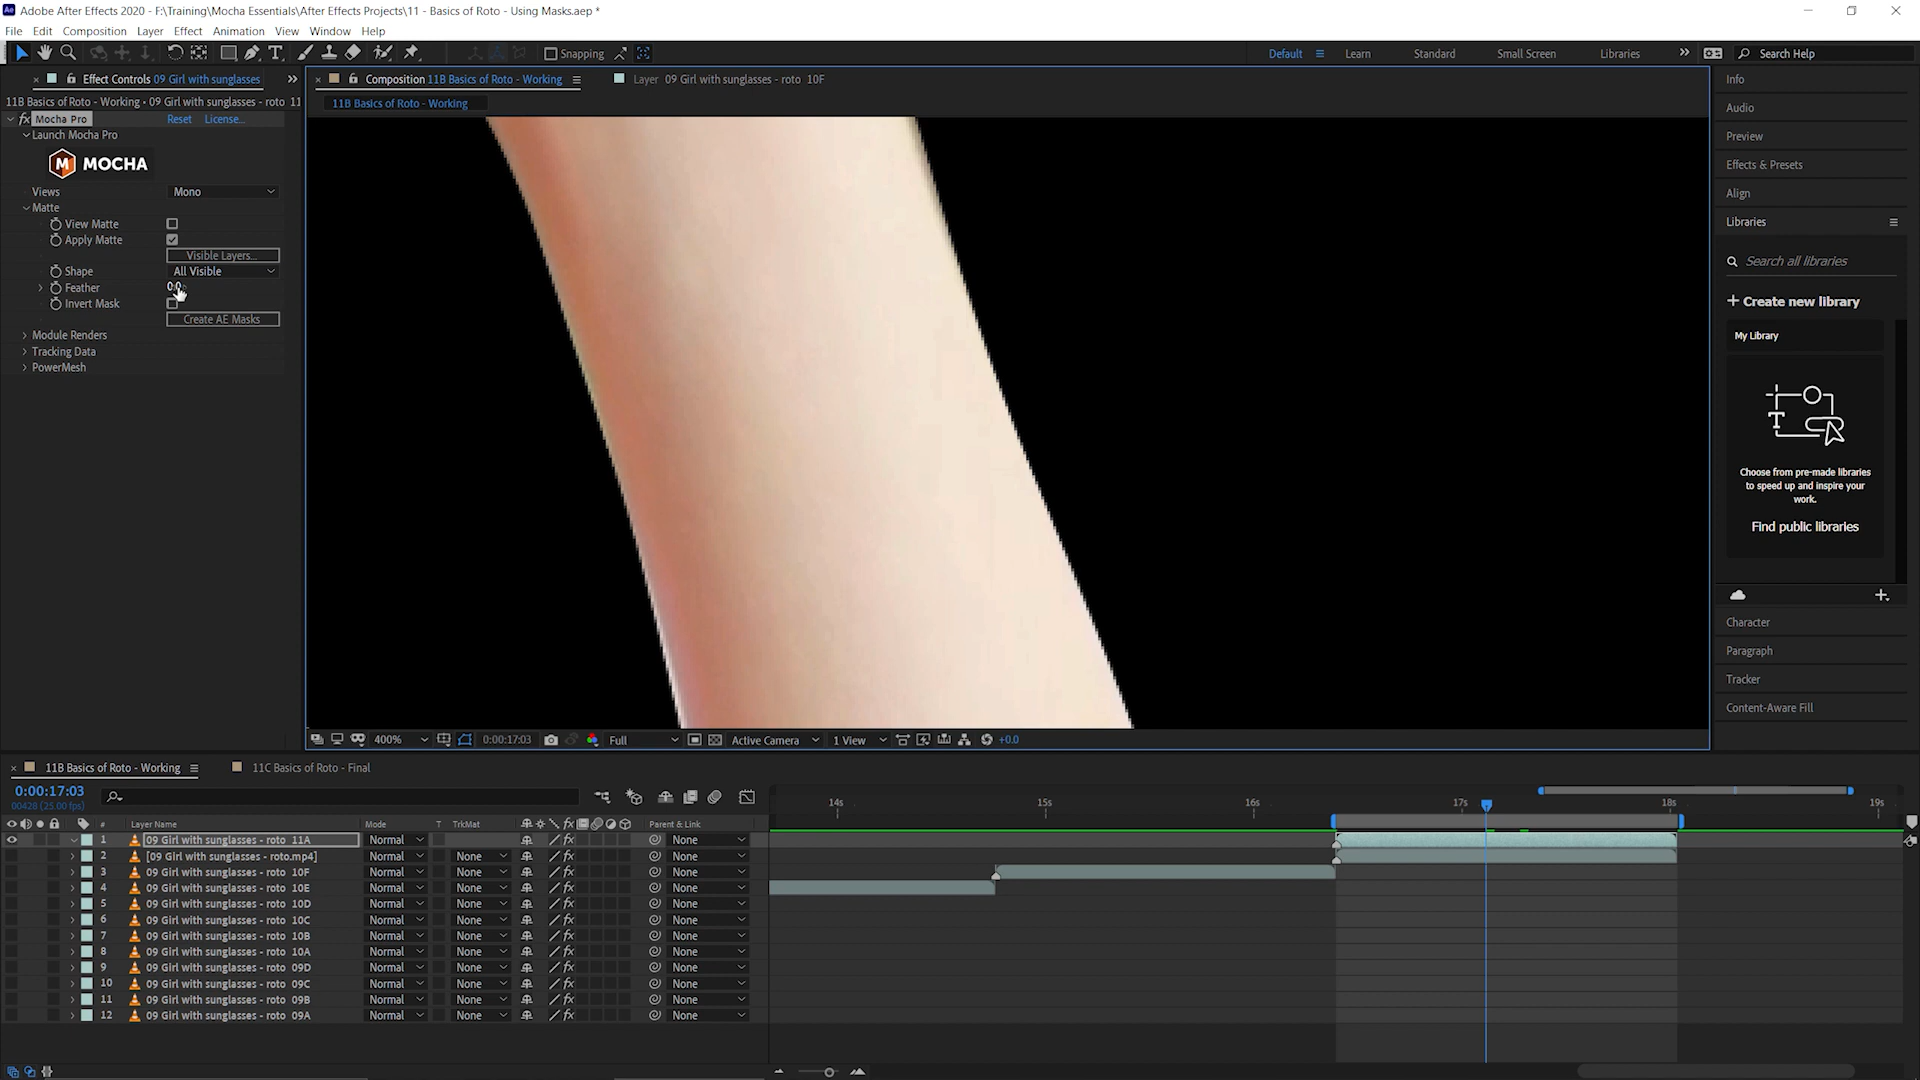 Adobe After Effects 2020 - F:\Training\Mocha Essentials\After Effects Projects\11 - Basics of Roto - Using Masks.aep *
File Edit Composition Layer Effect Animation View Window Help
Snapping Default Learn Standard Small Screen Libraries Search Help
Effect Controls 09 Girl with sunglasses Composition 11B Basics of Roto - Working Layer 09 Girl with sunglasses - roto 10F
11B Basics of Roto - Working • 09 Girl with sunglasses - roto 11
11B Basics of Roto - Working
fx Mocha Pro Reset License...
Launch Mocha Pro
M MOCHA
Views Mono
Matte
View Matte
Apply Matte
Visible Layers...
Shape All Visible
Feather 0.0
Invert Mask
Create AE Masks
Module Renders
Tracking Data
PowerMesh
Info
Audio
Preview
Effects & Presets
Align
Libraries
Search all libraries
+ Create new library
My Library
Choose from pre-made libraries
to speed up and inspire your
work.
Find public libraries
Character
Paragraph
Tracker
Content-Aware Fill
400% 0:00:17:03 Full Active Camera 1 View +0.0
11B Basics of Roto - Working 11C Basics of Roto - Final
0:00:17:03
00428 (25.00 fps)
14s 15s 16s 17s 18s 19s
# Layer Name Mode T TrkMat Parent & Link
1 09 Girl with sunglasses - roto 11A Normal None
2 [09 Girl with sunglasses - roto.mp4] Normal None None
3 09 Girl with sunglasses - roto 10F Normal None None
4 09 Girl with sunglasses - roto 10E Normal None None
5 09 Girl with sunglasses - roto 10D Normal None None
6 09 Girl with sunglasses - roto 10C Normal None None
7 09 Girl with sunglasses - roto 10B Normal None None
8 09 Girl with sunglasses - roto 10A Normal None None
9 09 Girl with sunglasses - roto 09D Normal None None
10 09 Girl with sunglasses - roto 09C Normal None None
11 09 Girl with sunglasses - roto 09B Normal None None
12 09 Girl with sunglasses - roto 09A Normal None None